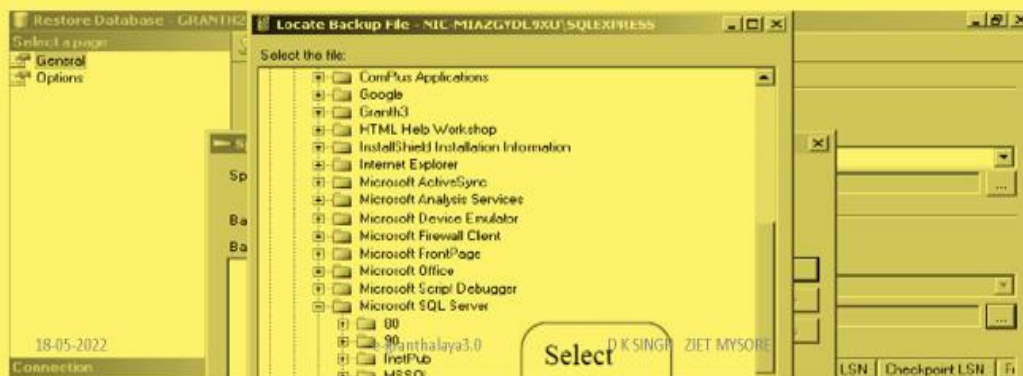 Restore Database - GRANTH2
Locate Backup File - NIC-MIAZGYDL9XU\SQLEXPRESS
Select a page
General
Options
Select the file:
ComPlus Applications
Google
Granth3
HTML Help Workshop
InstallShield Installation Information
Internet Explorer
Microsoft ActiveSync
Microsoft Analysis Services
Microsoft Device Emulator
Microsoft Firewall Client
Microsoft FrontPage
Microsoft Office
Microsoft Script Debugger
Microsoft SQL Server
80
90
InetPub
MSSQL
Sp
Ba
Ba
18-05-2022
D K SINGH ZIET MYSORE
Select
Connection
LSN
Checkpoint LSN